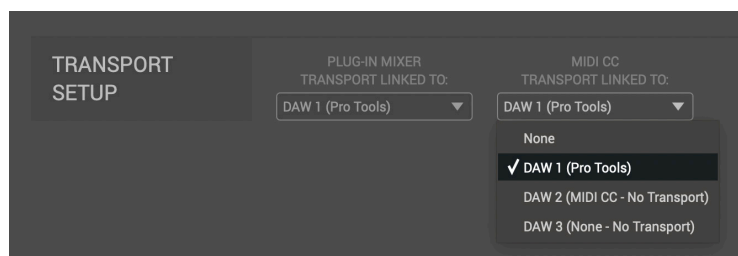 TRANSPORT
SETUP
PLUG-IN MIXER
TRANSPORT LINKED TO:
DAW 1 (Pro Tools)
MIDI CC
TRANSPORT LINKED TO:
DAW 1 (Pro Tools)
None
DAW 1 (Pro Tools)
DAW 2 (MIDI CC - No Transport)
DAW 3 (None - No Transport)